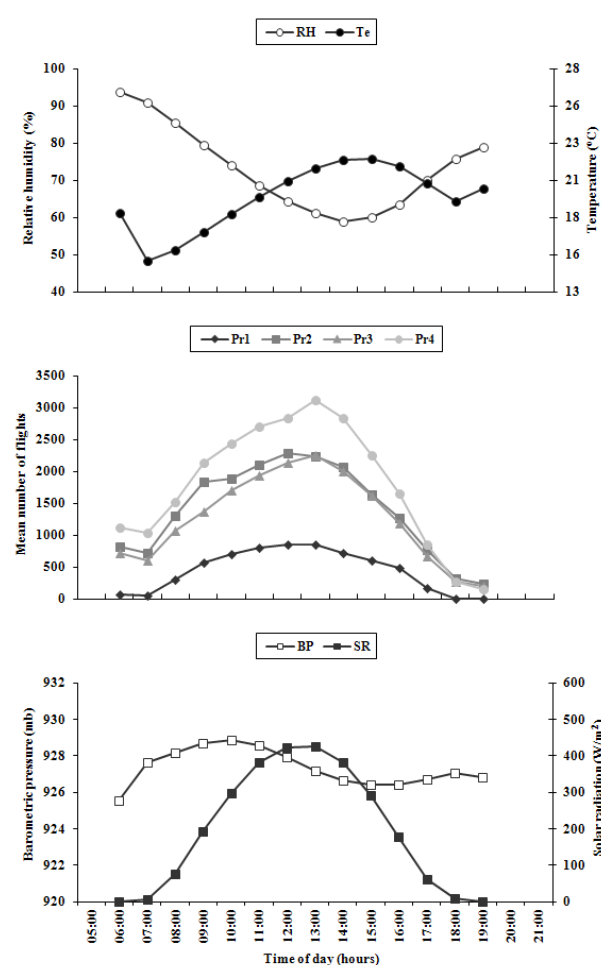 RH Te
100 28
90 26
80 23
70 21
60 18
50 16
40 13
Relative humidity (%)
Temperature (°C)
Pr1 Pr2 Pr3 Pr4
3500
3000
2500
2000
1500
1000
500
0
Mean number of flights
BP SR
932 600
930 500
928 400
926 300
924 200
922 100
920 0
Barometric pressure (mb)
Solar radiation (W/m²)
05:00 06:00 07:00 08:00 09:00 10:00 11:00 12:00 13:00 14:00 15:00 16:00 17:00 18:00 19:00 20:00 21:00
Time of day (hours)